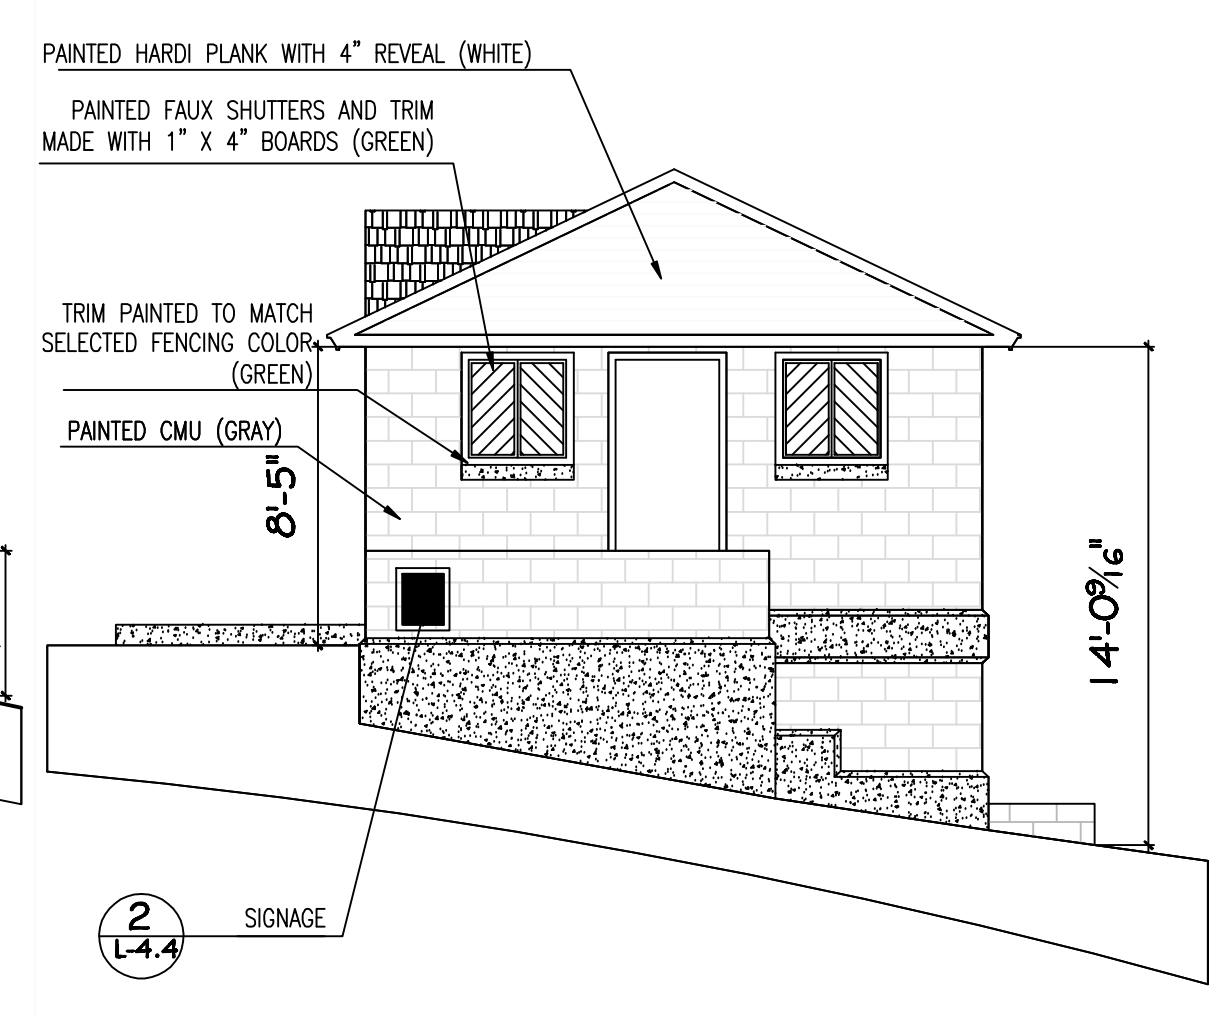 PAINTED HARDI PLANK WITH 4" REVEAL (WHITE)
PAINTED FAUX SHUTTERS AND TRIM
MADE WITH 1" X 4" BOARDS (GREEN)
TRIM PAINTED TO MATCH
SELECTED FENCING COLOR
(GREEN)
PAINTED CMU (GRAY)
8'-5"
14'-0 9/16"
SIGNAGE
2
L-4.4